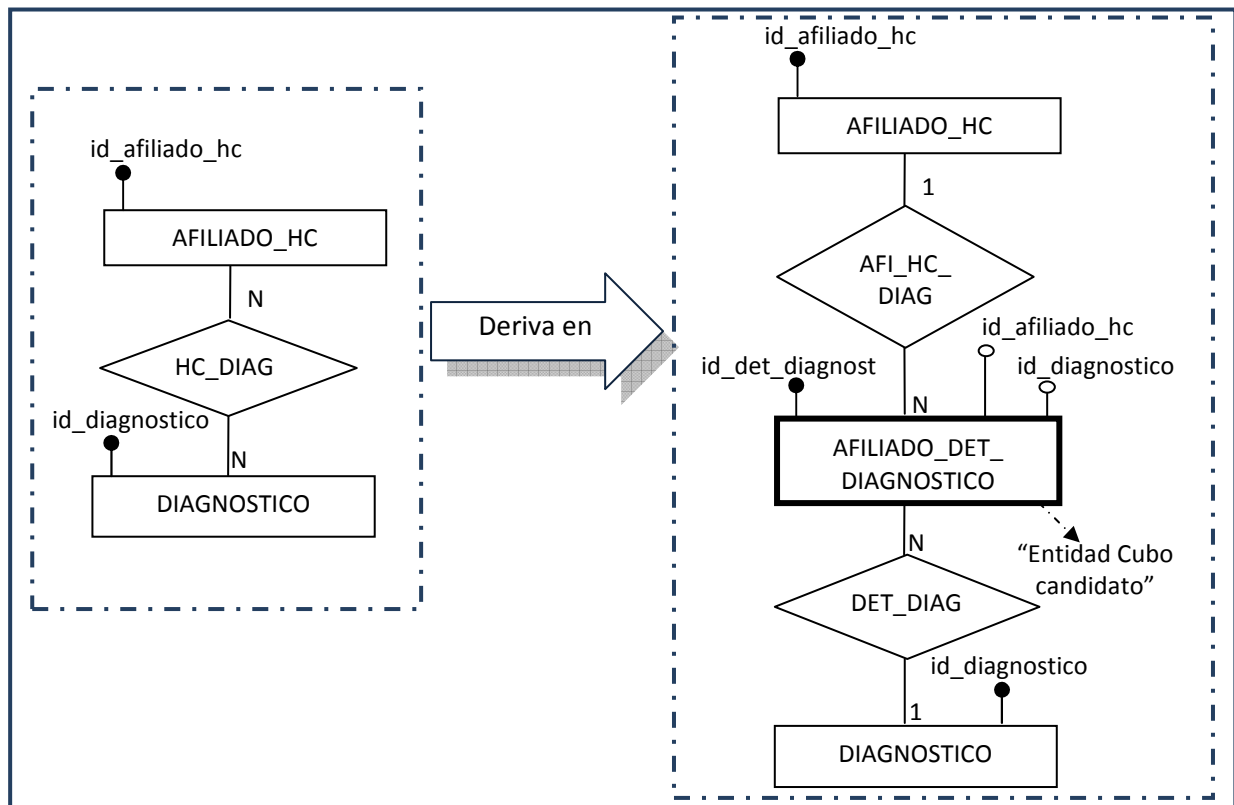 id_afiliado_hc
AFILIADO_HC
N
HC_DIAG
id_diagnostico
N
DIAGNOSTICO
Deriva en
id_afiliado_hc
AFILIADO_HC
1
AFI_HC_
DIAG
id_afiliado_hc
id_det_diagnost
id_diagnostico
N
AFILIADO_DET_
DIAGNOSTICO
N
“Entidad Cubo
candidato”
DET_DIAG
id_diagnostico
1
DIAGNOSTICO